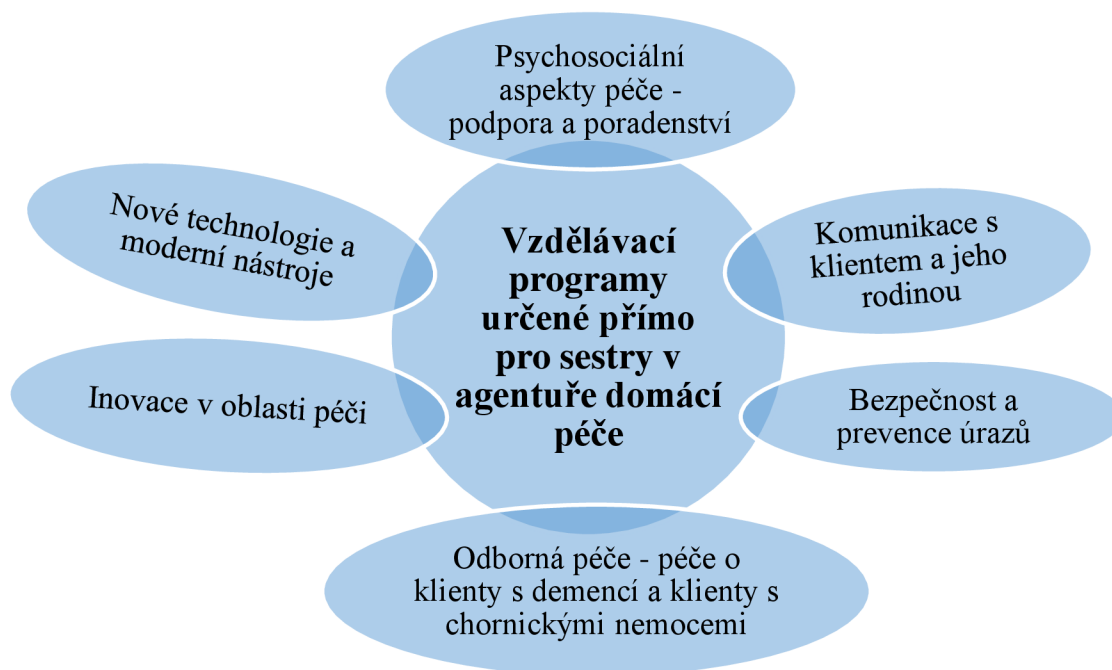 Psychosociální
aspekty péče -
podpora a poradenství
Nové technologie a
moderní nástroje
Komunikace s
klientem a jeho
rodinou
Vzdělávací
programy
určené přímo
pro sestry v
agentuře domácí
péče
Inovace v oblasti péči
Bezpečnost a
prevence úrazů
Odborná péče - péče o
klienty s demencí a klienty s
chornickými nemocemi